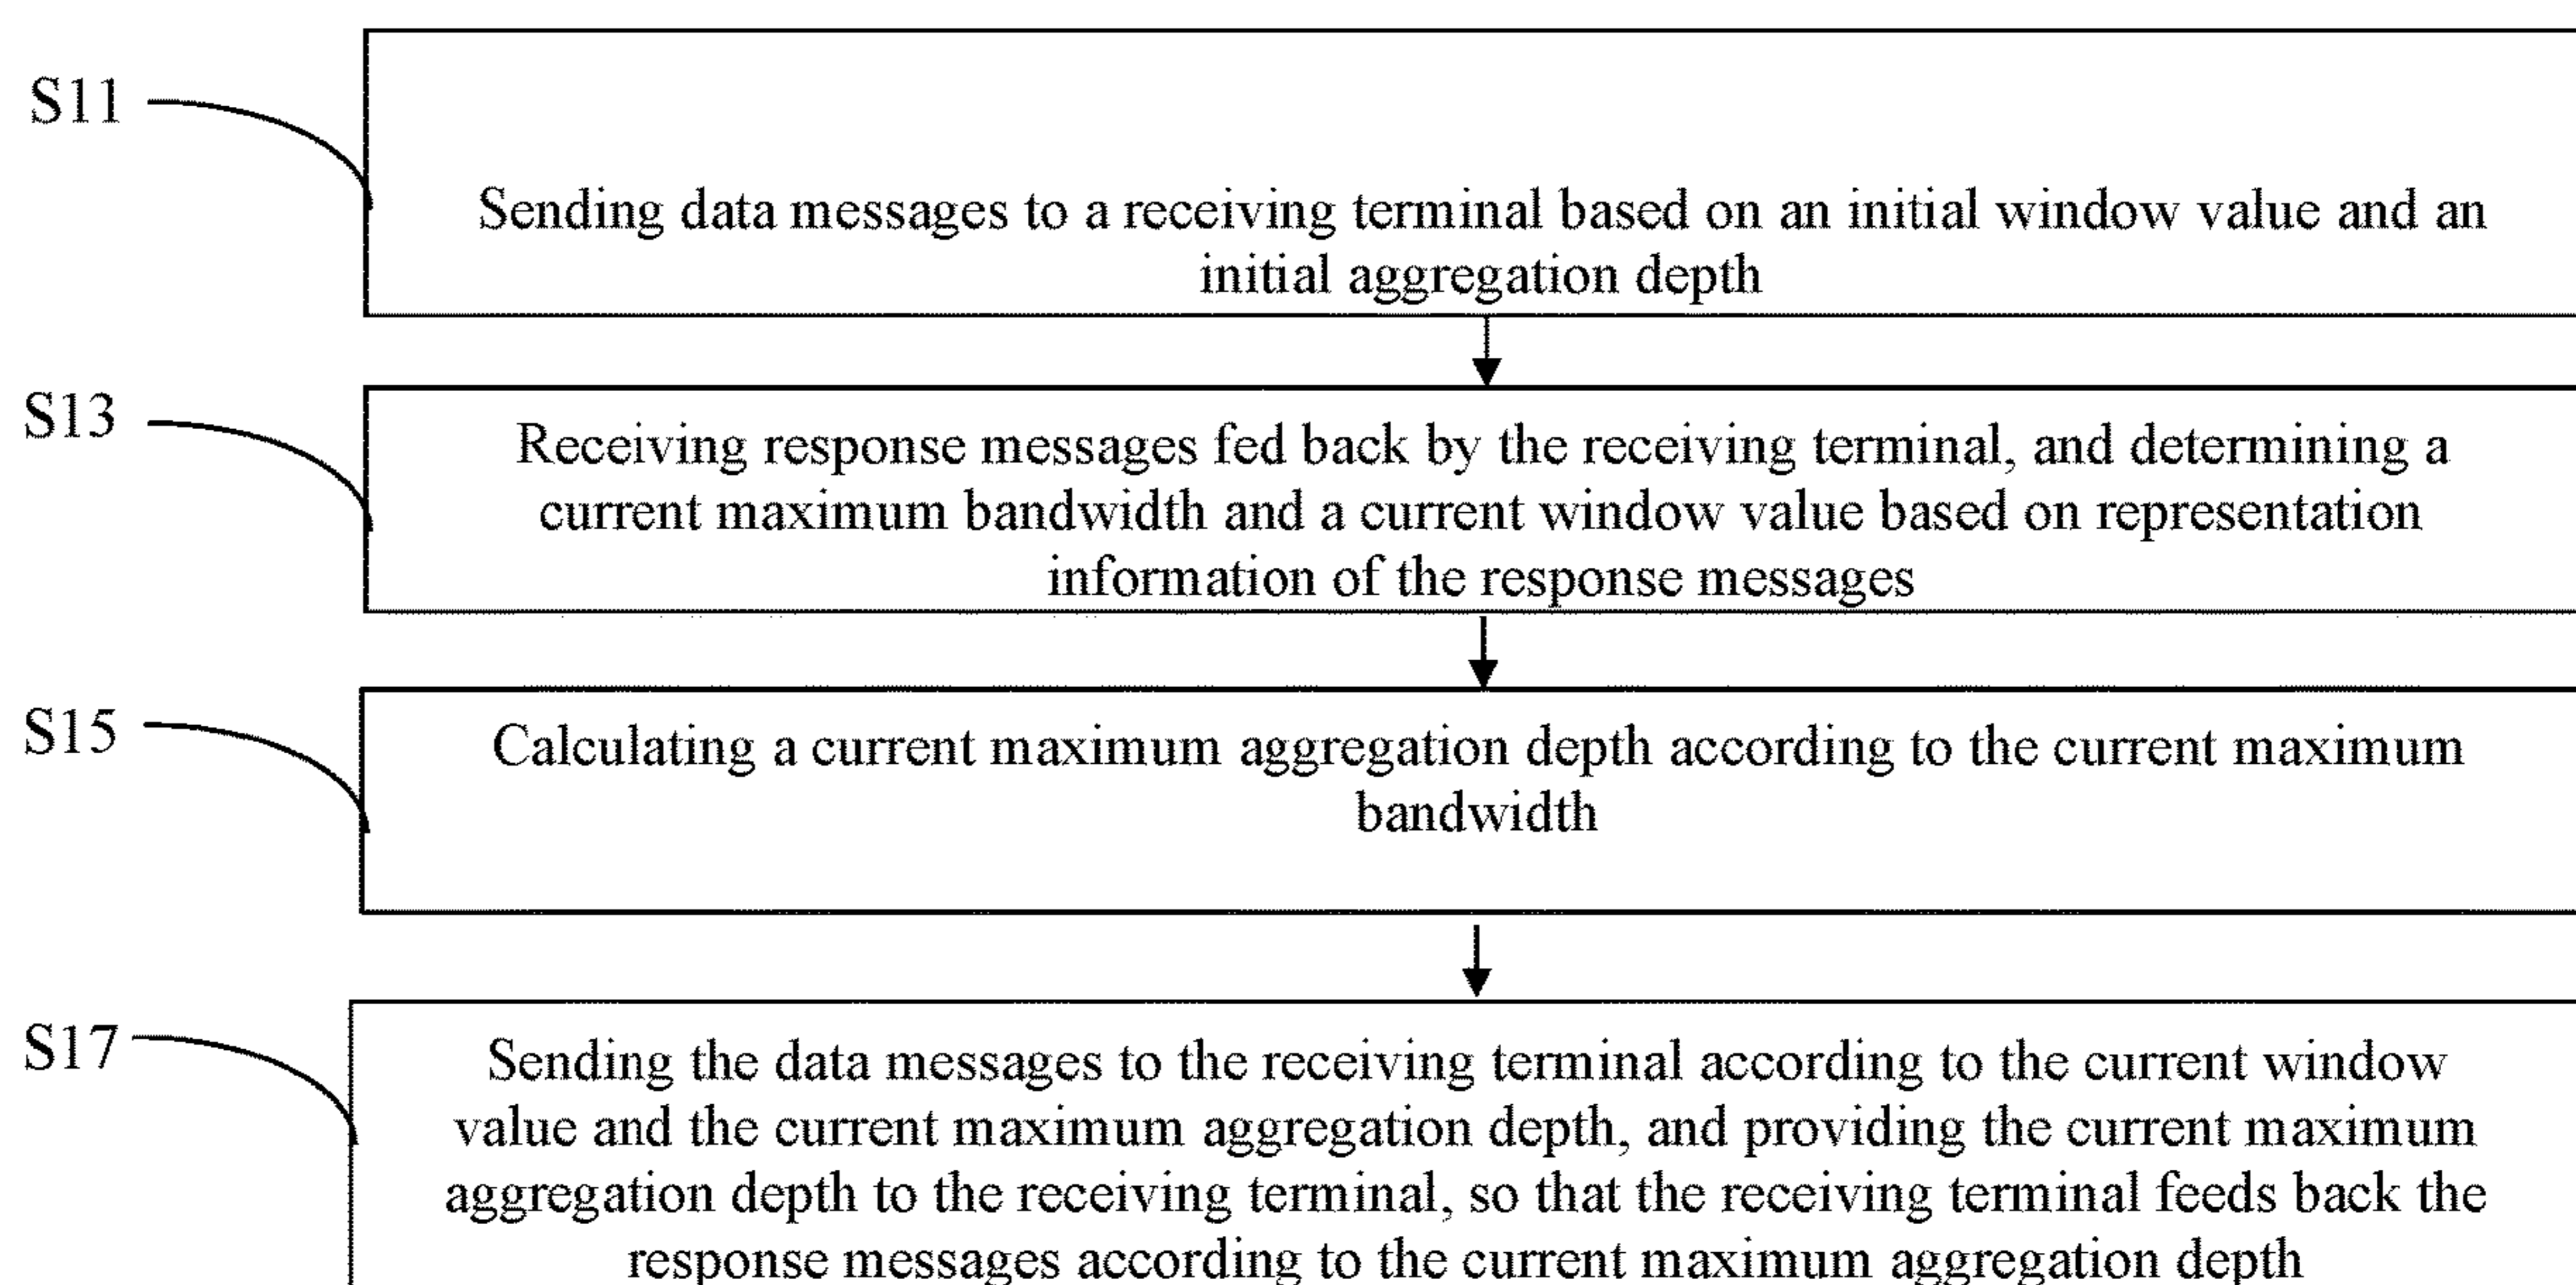 S11
Sending data messages to a receiving terminal based on an initial window value and an
initial aggregation depth
S13
Receiving response messages fed back by the receiving terminal, and determining a
current maximum bandwidth and a current window value based on representation
information of the response messages
S15
Calculating a current maximum aggregation depth according to the current maximum
bandwidth
S17
Sending the data messages to the receiving terminal according to the current window
value and the current maximum aggregation depth, and providing the current maximum
aggregation depth to the receiving terminal, so that the receiving terminal feeds back the
response messages according to the current maximum aggregation depth